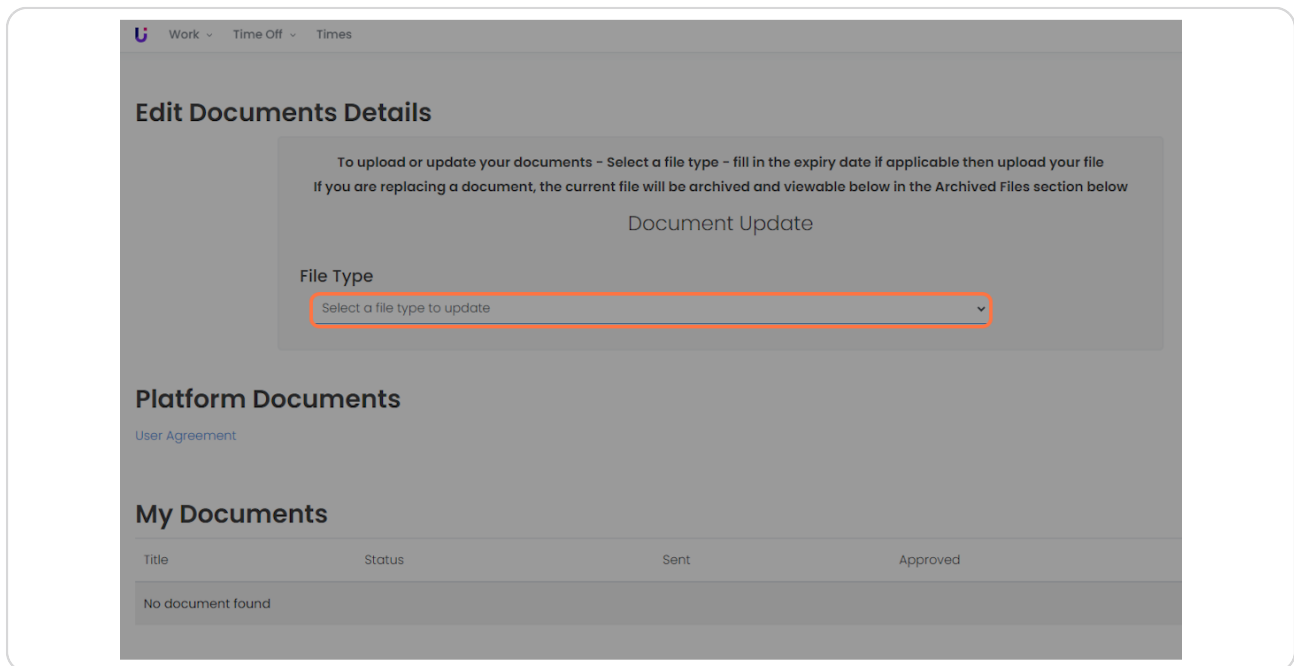 Work Time Off Times
Edit Documents Details
To upload or update your documents - Select a file type - fill in the expiry date if applicable then upload your file
If you are replacing a document, the current file will be archived and viewable below in the Archived Files section below
Document Update
File Type
Select a file type to update
Platform Documents
User Agreement
My Documents
Title Status Sent Approved
No document found